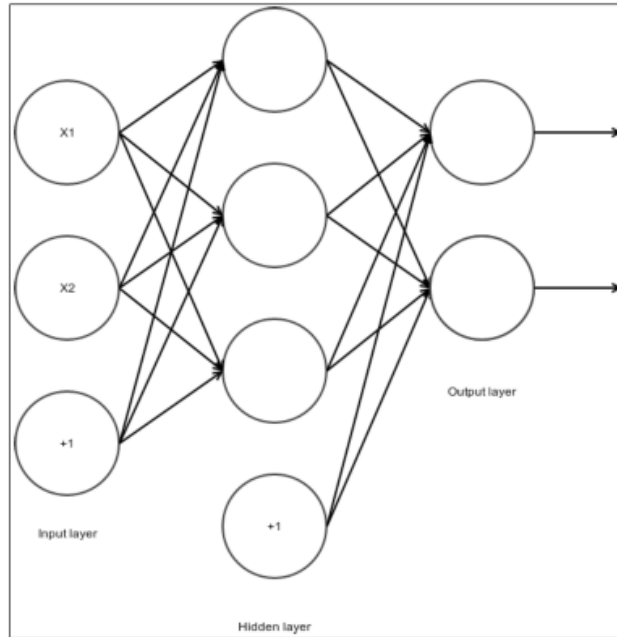 X1
X2
+1
Input layer
+1
Hidden layer
Output layer